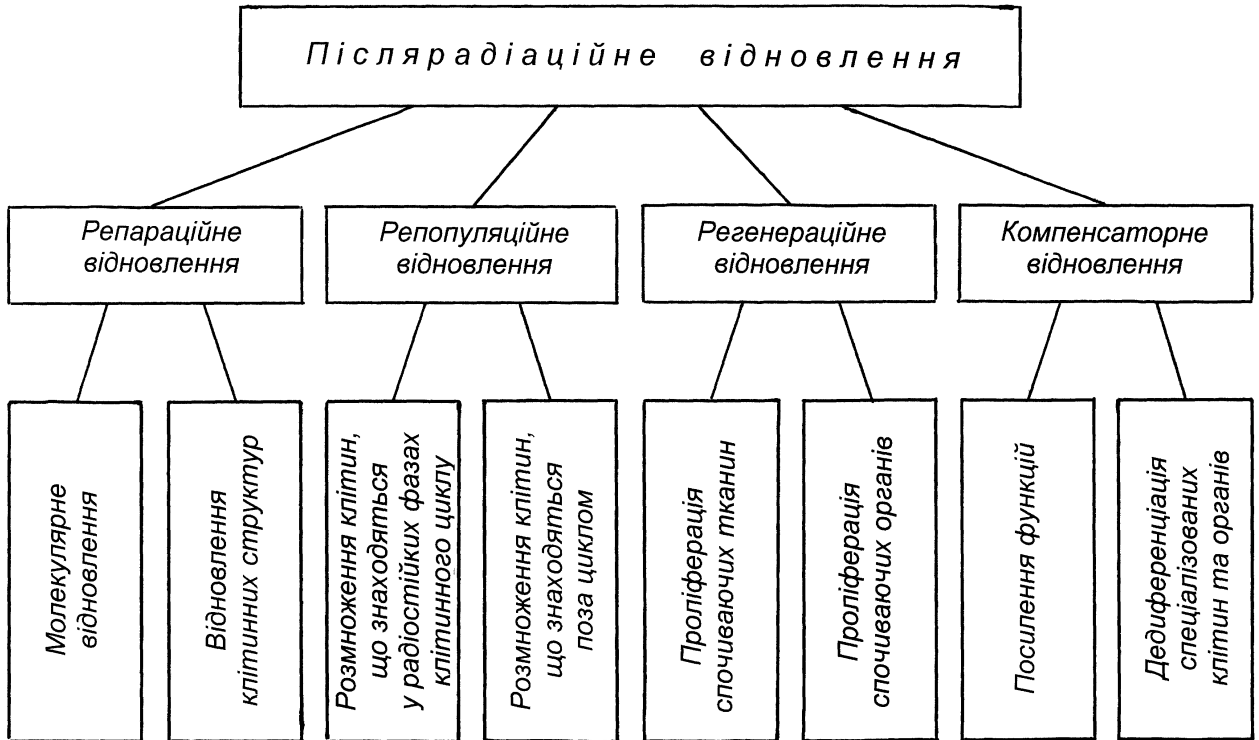 Післярадіаційне відновлення
Репараційне
відновлення
Репопуляційне
відновлення
Регенераційне
відновлення
Компенсаторне
відновлення
Молекулярне
відновлення
Відновлення
клітинних структур
Розмноження клітин,
що знаходяться
у радіостійких фазах
клітинного циклу
Розмноження клітин,
що знаходяться
поза циклом
Проліферація
спочиваючих тканин
Проліферація
спочиваючих органів
Посилення функцій
Дедиференціація
спеціалізованих
клітин та органів